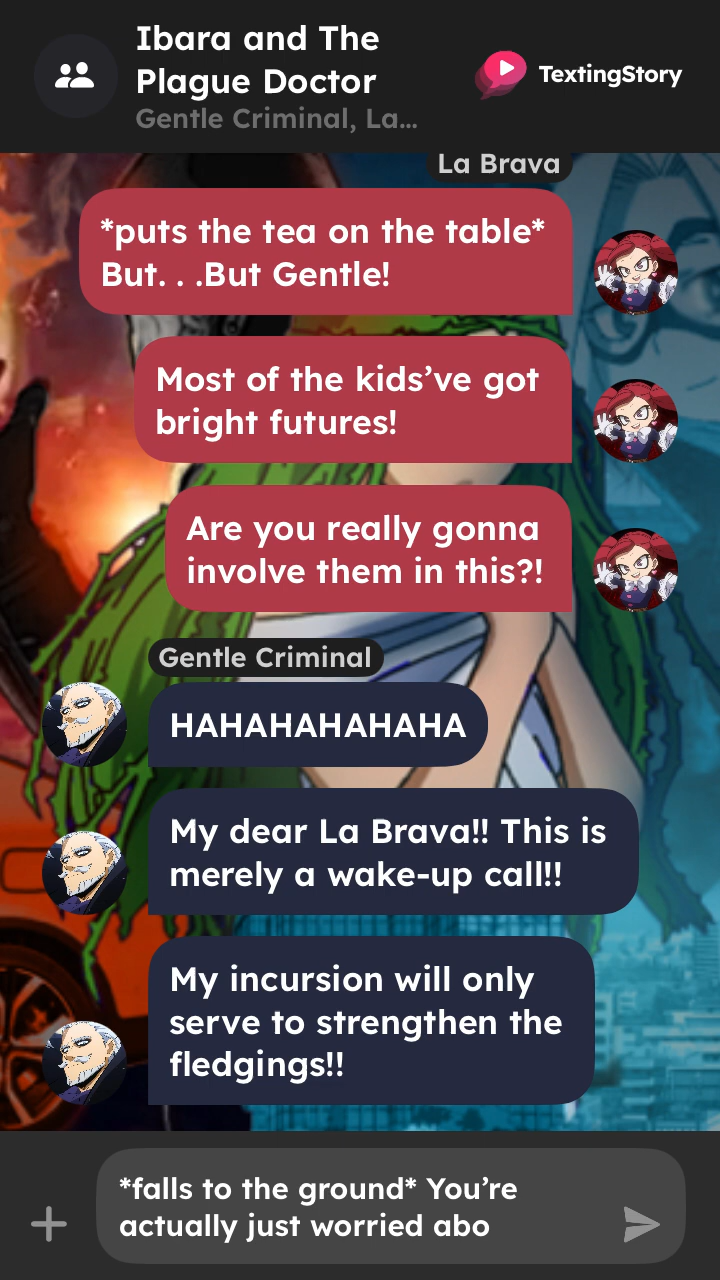 Ibara and The
Plague Doctor
Gentle Criminal, La...
TextingStory
La Brava
*puts the tea on the table*
But. . .But Gentle!
Most of the kids’ve got
bright futures!
Are you really gonna
involve them in this?!
Gentle Criminal
HAHAHAHAHAHA
My dear La Brava!! This is
merely a wake-up call!!
My incursion will only
serve to strengthen the
fledgings!!
*falls to the ground* You’re
actually just worried abo